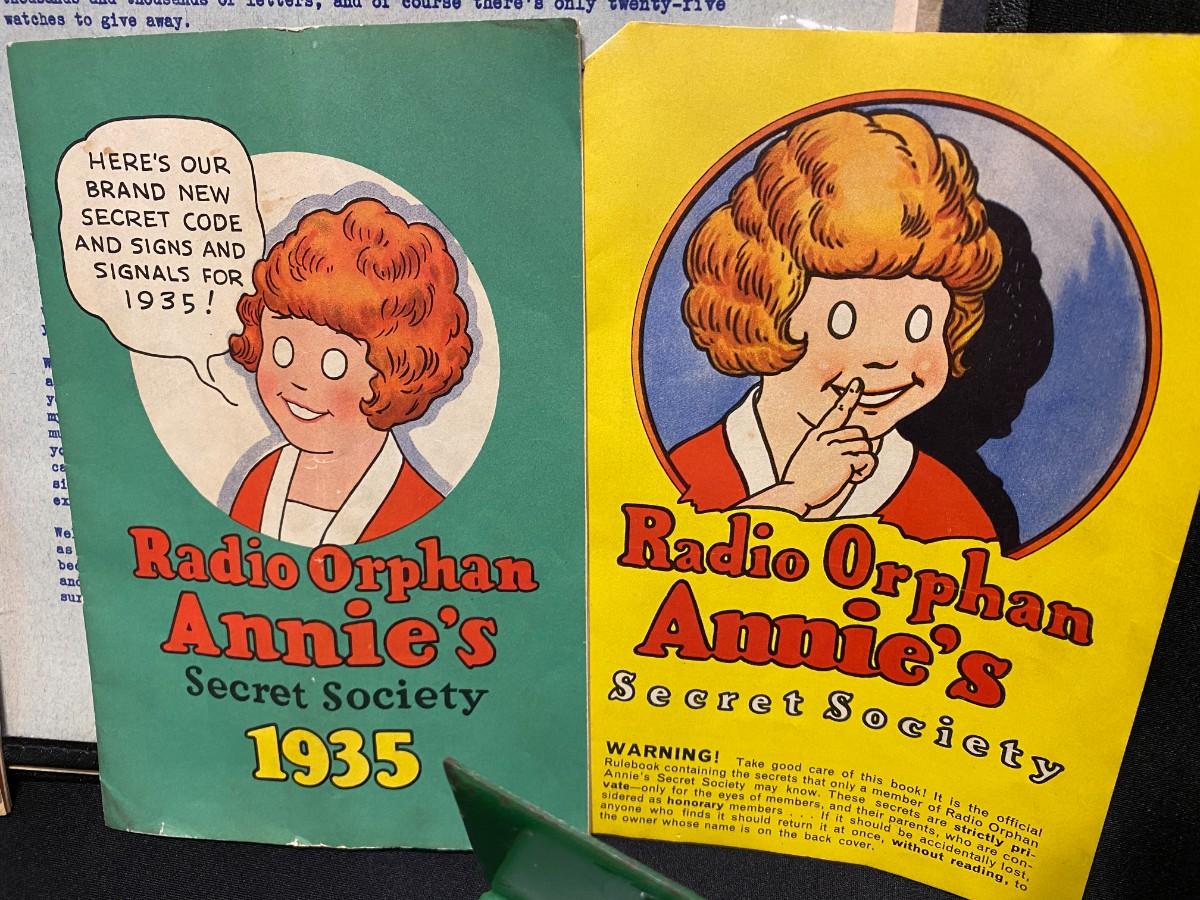 thousands and thousands of letters, and of course there's only twenty-five
watches to give away.
HERE'S OUR
BRAND NEW
SECRET CODE
AND SIGNS AND
SIGNALS FOR
1935!
Radio Orphan
Annie's
Secret Society
1935
Radio Orphan
Annie's
Secret Society
WARNING! Take good care of this book! It is the official
Rulebook containing the secrets that only a member of Radio Orphan
Annie's Secret Society may know. These secrets are strictly pri-
vate—only for the eyes of members, and their parents, who are con-
sidered as honorary members . . . If it should be accidentally lost,
anyone who finds it should return it at once, without reading, to
the owner whose name is on the back cover.